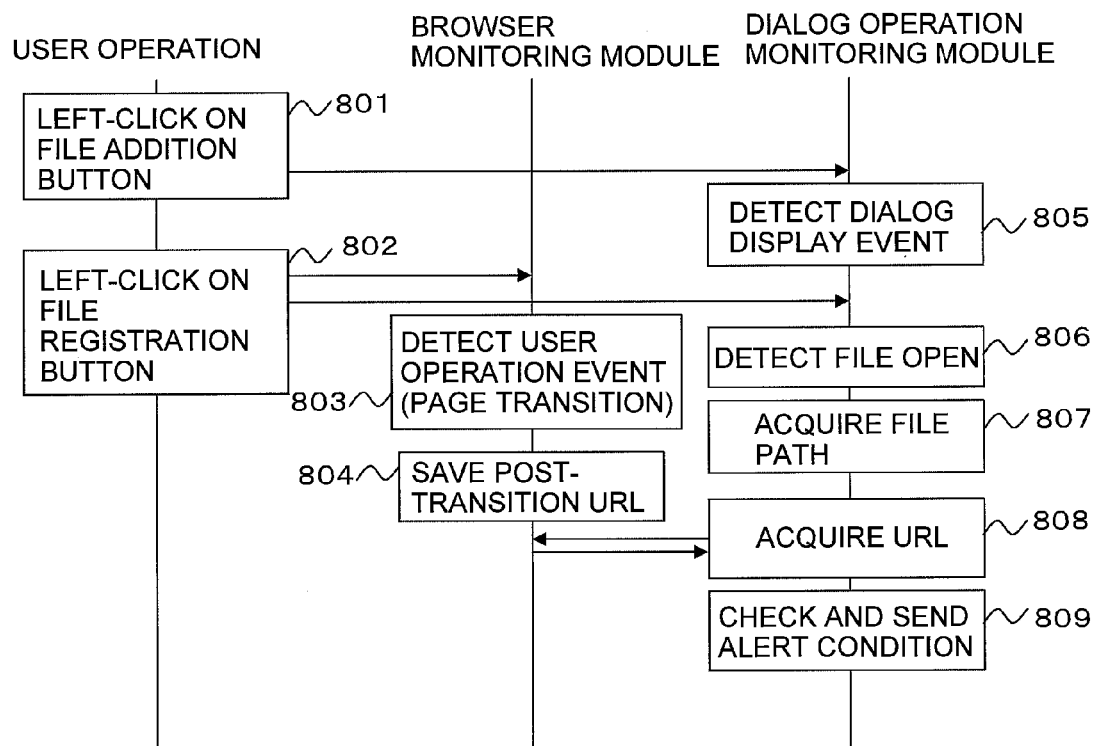 USER OPERATION
BROWSER
MONITORING MODULE
DIALOG OPERATION
MONITORING MODULE
LEFT-CLICK ON
FILE ADDITION
BUTTON
801
DETECT DIALOG
DISPLAY EVENT
805
LEFT-CLICK ON
FILE
REGISTRATION
BUTTON
802
DETECT USER
OPERATION EVENT
(PAGE TRANSITION)
803
DETECT FILE OPEN
806
ACQUIRE FILE
PATH
807
SAVE POST-
TRANSITION URL
804
ACQUIRE URL
808
CHECK AND SEND
ALERT CONDITION
809